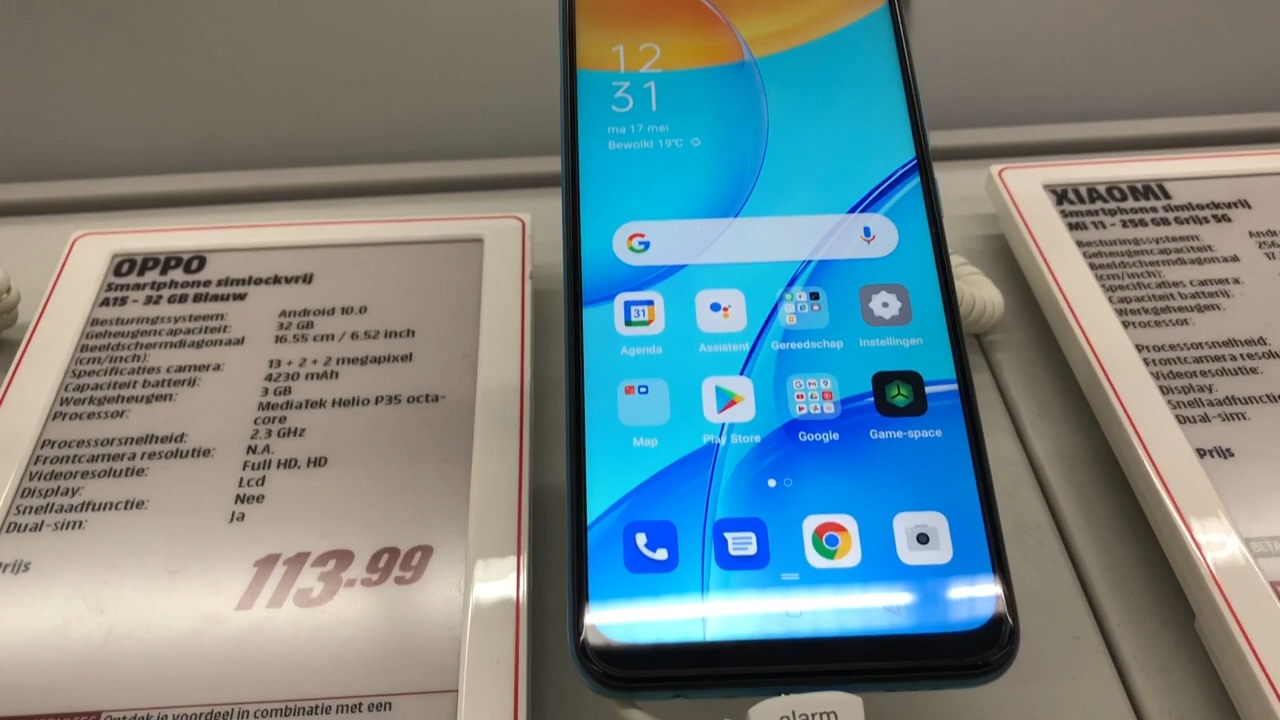 OPPO
Smartphone simlockvrij
A15 - 32 GB Blauw
Besturingssysteem: Android 10.0
Geheugencapaciteit: 32 GB
Beeldschermdiagonaal 16.55 cm / 6.52 inch
(cm/inch):
Specificaties camera: 13 + 2 + 2 megapixel
Capaciteit batterij: 4230 mAh
Werkgeheugen: 3 GB
Processor: MediaTek Helio P35 octa-
core
Processorsnelheid: 2.3 GHz
Frontcamera resolutie: N.A.
Videoresolutie: Full HD, HD
Display: Lcd
Snellaadfunctie: Nee
Dual-sim: Ja
Prijs
113.99
Ontdek je voordeel in combinatie met een
12
31
ma 17 mei
Bewolkt 19°C
31
Agenda
Assistent
Gereedschap
Instellingen
Map
Play Store
Google
Game-space
alarm
XIAOMI
Smartphone simlockvrij
MI 11 - 256 GB Grijs 5G
Besturingssysteem:
Geheugencapaciteit: 256
Beeldschermdiagonaal 17.
(cm/inch):
Specificaties camera:
Capaciteit batterij:
Werkgeheugen:
Processor:
Processorsnelheid:
Frontcamera resolu
Videoresolutie:
Display:
Snellaadfuncti
Dual-sim:
Prijs